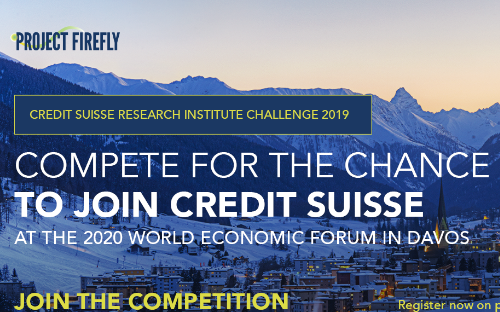 PROJECT FIREFLY
CREDIT SUISSE RESEARCH INSTITUTE CHALLENGE 2019
COMPETE FOR THE CHANCE
TO JOIN CREDIT SUISSE
AT THE 2020 WORLD ECONOMIC FORUM IN DAVOS
JOIN THE COMPETITION
Register now on